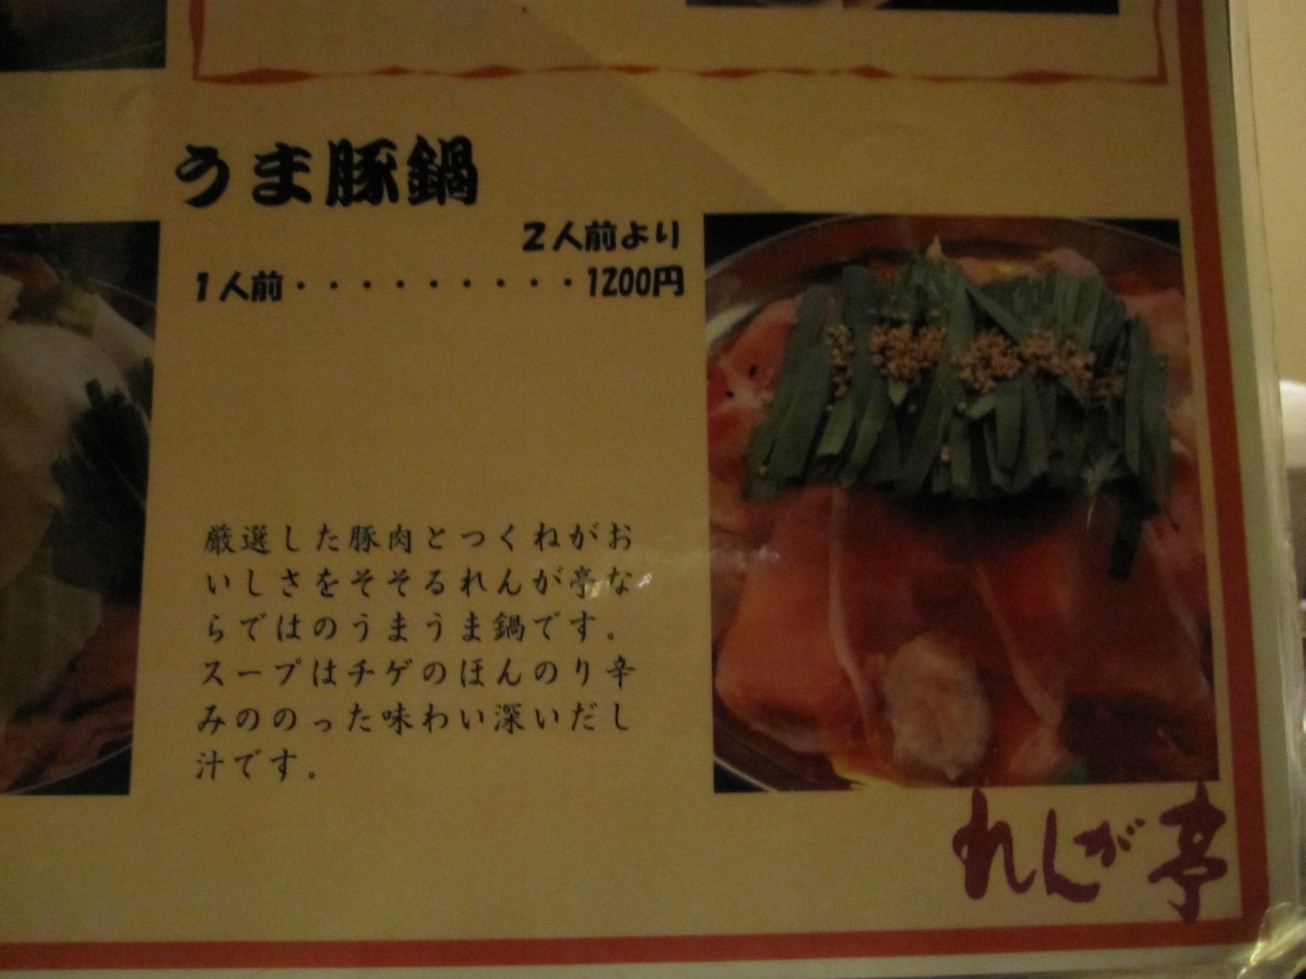 うま豚鍋
2人前より
1人前・・・・・・・・・1200円
厳選した豚肉とつくねがお
いしさをそそるれんが亭な
らではのうまうま鍋です。
スープはチゲのほんのり辛
みののった味わい深いだし
汁です。
れんが亭